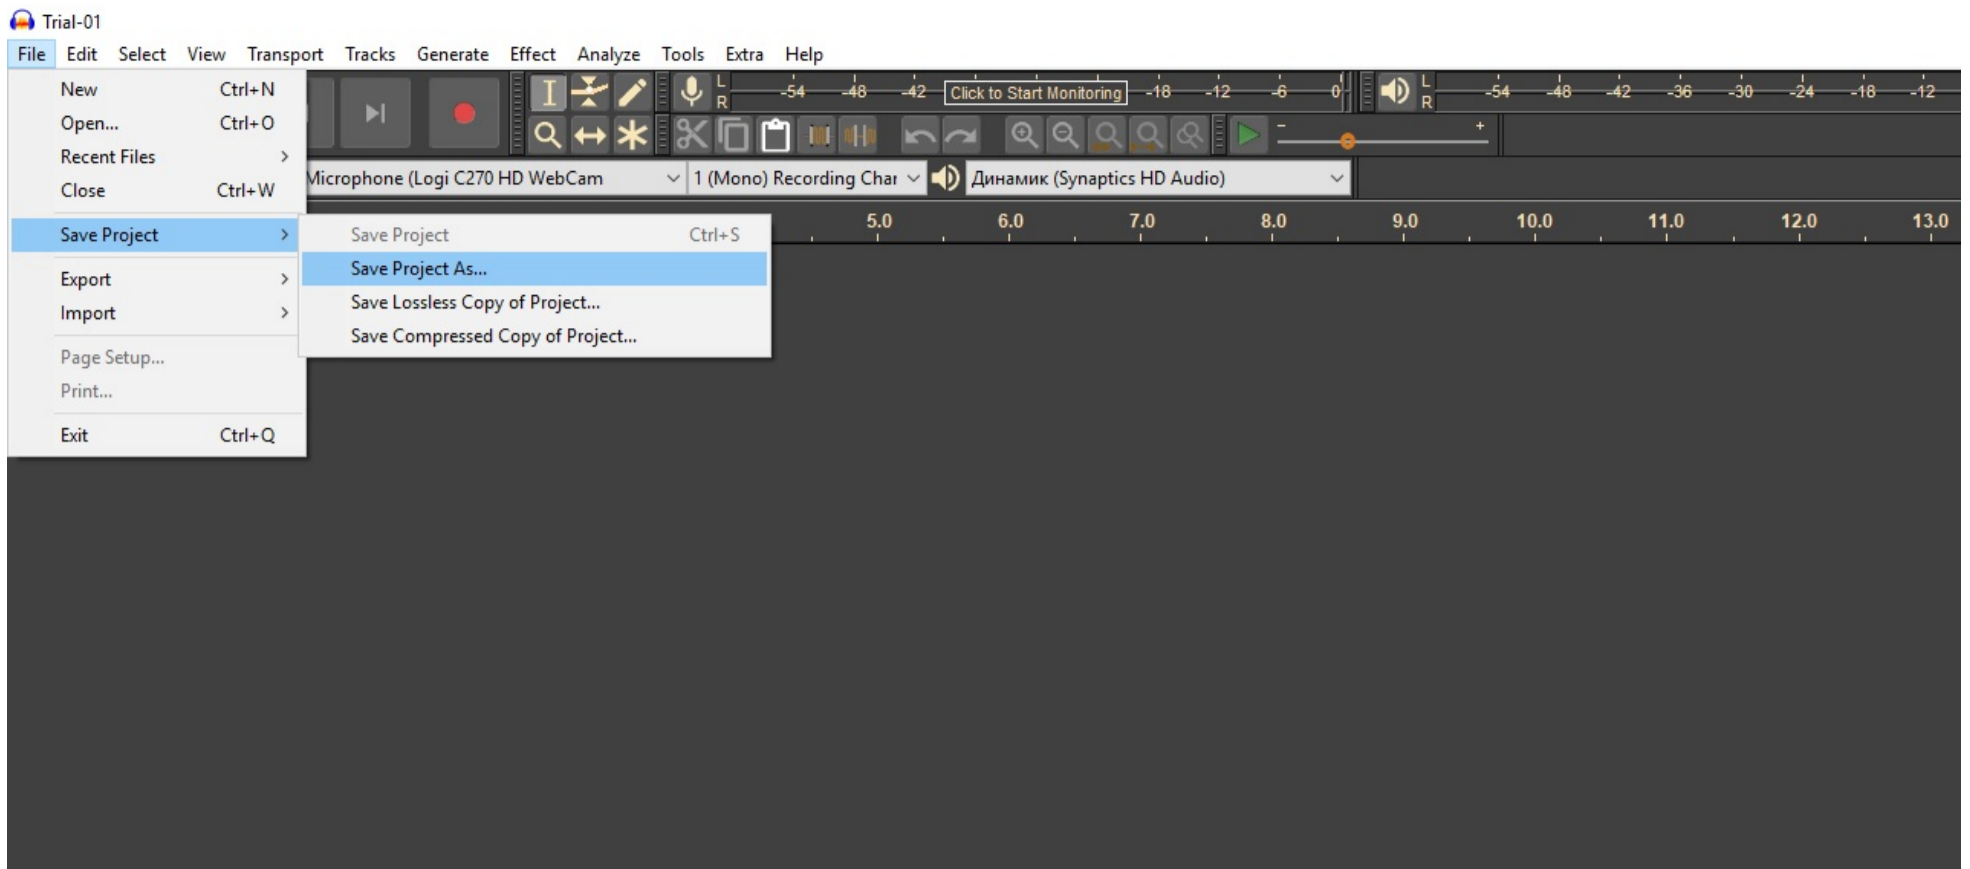 Trial-01
File Edit Select View Transport Tracks Generate Effect Analyze Tools Extra Help
New Ctrl+N
Open... Ctrl+O
Recent Files
Close Ctrl+W
Save Project
Export
Import
Page Setup...
Print...
Exit Ctrl+Q
Save Project Ctrl+S
Save Project As...
Save Lossless Copy of Project...
Save Compressed Copy of Project...
L
R
-54 -48 -42 Click to Start Monitoring -18 -12 -6 0
L
R
-54 -48 -42 -36 -30 -24 -18 -12
- +
Microphone (Logi C270 HD WebCam 1 (Mono) Recording Char Динамик (Synaptics HD Audio)
5.0 6.0 7.0 8.0 9.0 10.0 11.0 12.0 13.0